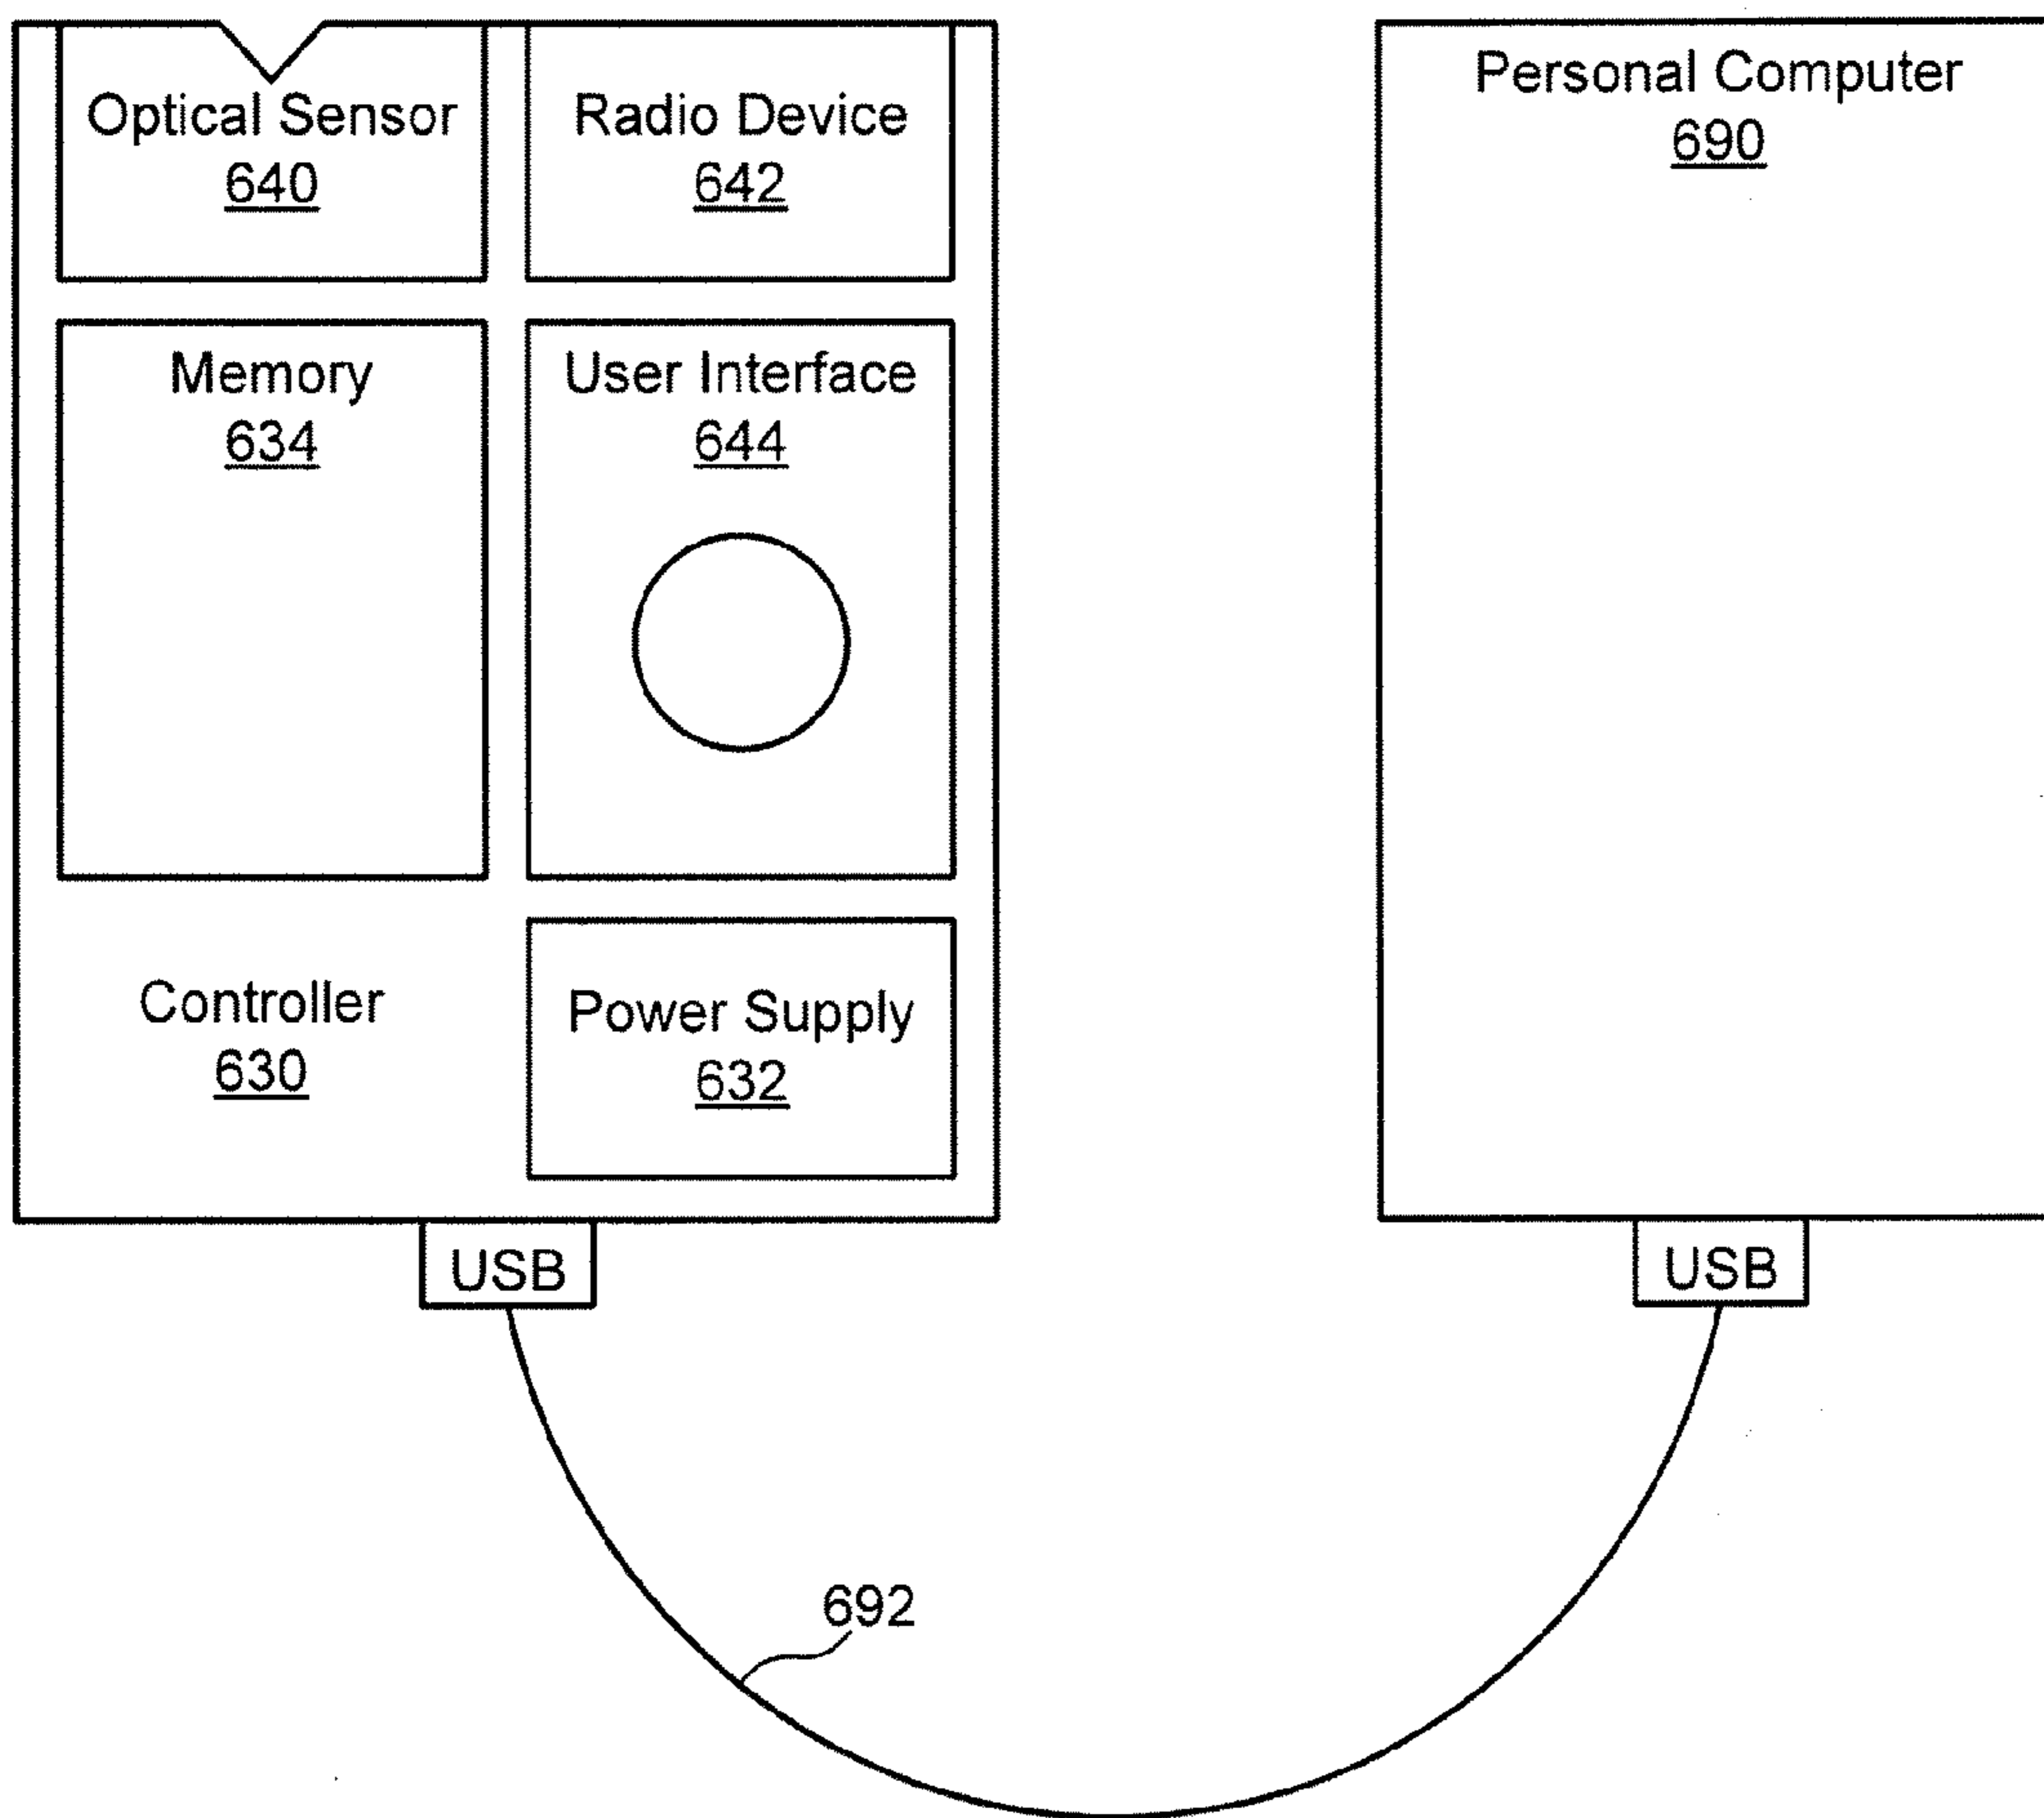 Optical Sensor
640
Radio Device
642
Memory
634
User Interface
644
Controller
630
Power Supply
632
USB
Personal Computer
690
USB
692